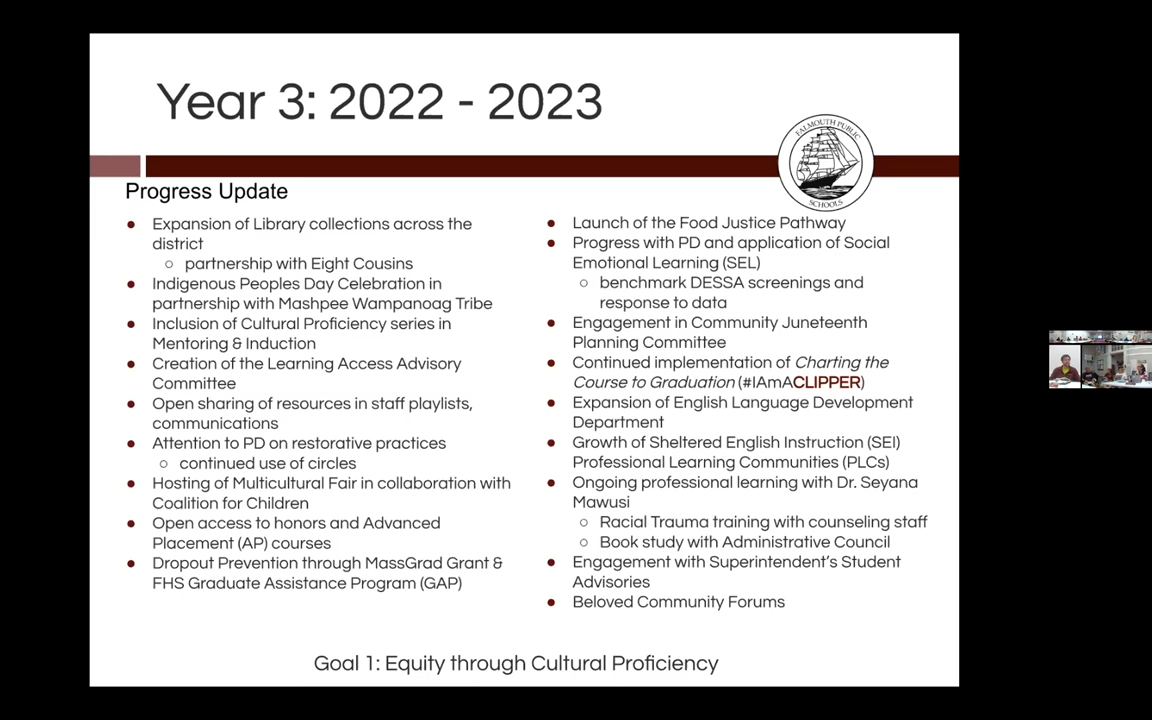 Year 3: 2022 - 2023
FALMOUTH PUBLIC
SCHOOLS
Progress Update
● Expansion of Library collections across the
district
○ partnership with Eight Cousins
● Indigenous Peoples Day Celebration in
partnership with Mashpee Wampanoag Tribe
● Inclusion of Cultural Proficiency series in
Mentoring & Induction
● Creation of the Learning Access Advisory
Committee
● Open sharing of resources in staff playlists,
communications
● Attention to PD on restorative practices
○ continued use of circles
● Hosting of Multicultural Fair in collaboration with
Coalition for Children
● Open access to honors and Advanced
Placement (AP) courses
● Dropout Prevention through MassGrad Grant &
FHS Graduate Assistance Program (GAP)
● Launch of the Food Justice Pathway
● Progress with PD and application of Social
Emotional Learning (SEL)
○ benchmark DESSA screenings and
response to data
● Engagement in Community Juneteenth
Planning Committee
● Continued implementation of Charting the
Course to Graduation (#IAmACLIPPER)
● Expansion of English Language Development
Department
● Growth of Sheltered English Instruction (SEI)
Professional Learning Communities (PLCs)
● Ongoing professional learning with Dr. Seyana
Mawusi
○ Racial Trauma training with counseling staff
○ Book study with Administrative Council
● Engagement with Superintendent's Student
Advisories
● Beloved Community Forums
Goal 1: Equity through Cultural Proficiency